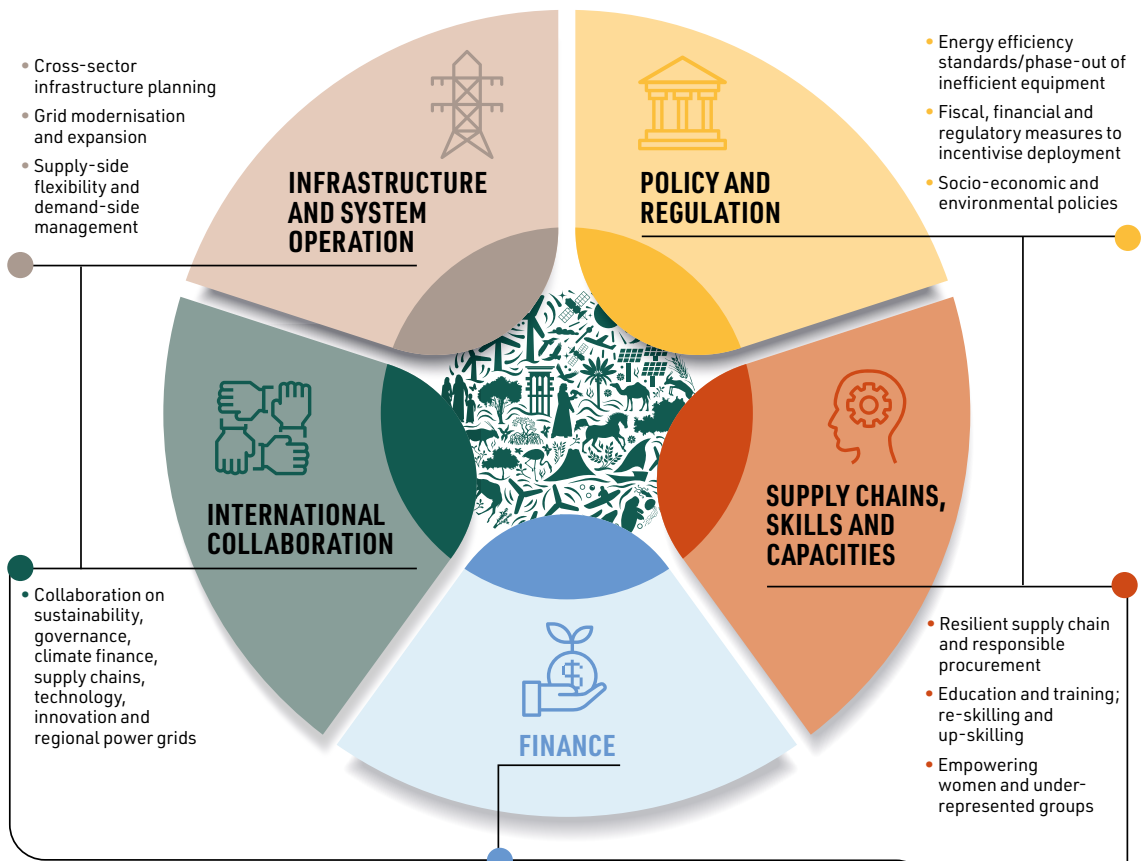 • Cross-sector
infrastructure planning
• Grid modernisation
and expansion
• Supply-side
flexibility and
demand-side
management
INFRASTRUCTURE
AND SYSTEM
OPERATION
POLICY AND
REGULATION
• Energy efficiency
standards/phase-out of
inefficient equipment
• Fiscal, financial and
regulatory measures to
incentivise deployment
• Socio-economic and
environmental policies
INTERNATIONAL
COLLABORATION
• Collaboration on
sustainability,
governance,
climate finance,
supply chains,
technology,
innovation and
regional power grids
SUPPLY CHAINS,
SKILLS AND
CAPACITIES
• Resilient supply chain
and responsible
procurement
• Education and training;
re-skilling and
up-skilling
• Empowering
women and under-
represented groups
$
FINANCE